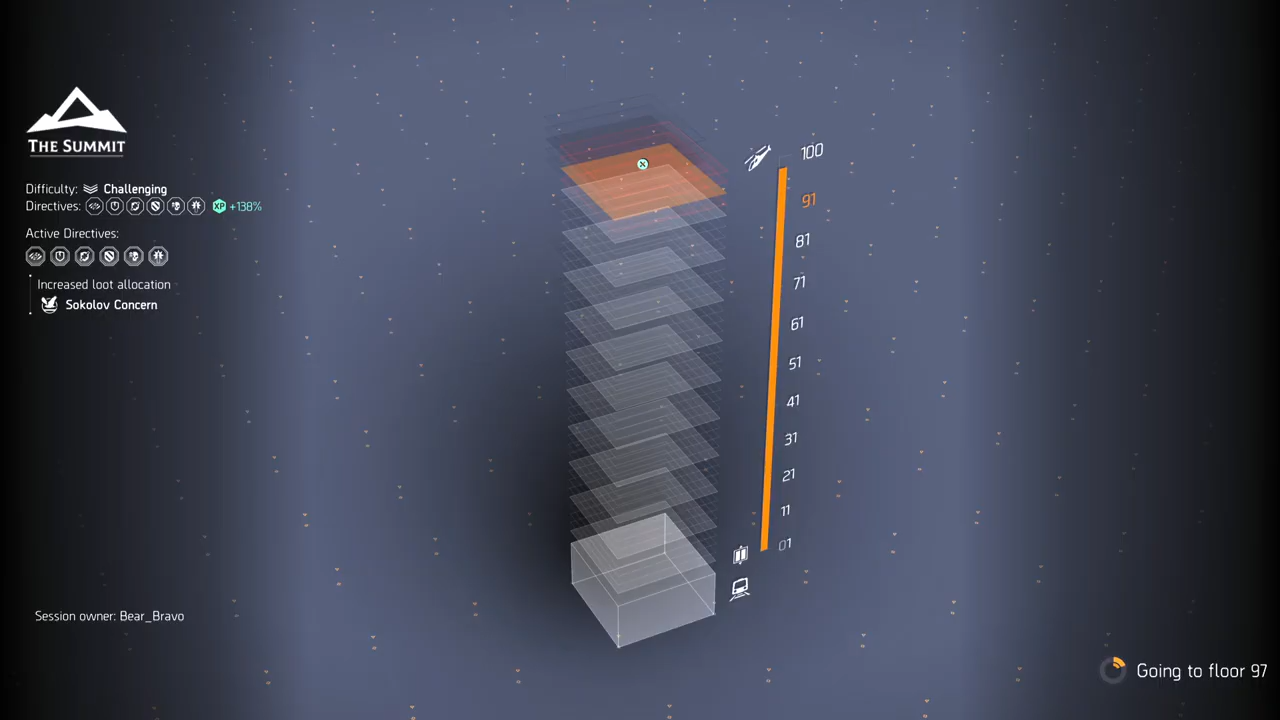 THE SUMMIT
Difficulty: Challenging
Directives: XP +138%
Active Directives:
Increased loot allocation
Sokolov Concern
100
91
81
71
61
51
41
31
21
11
01
Session owner: Bear_Bravo
Going to floor 97